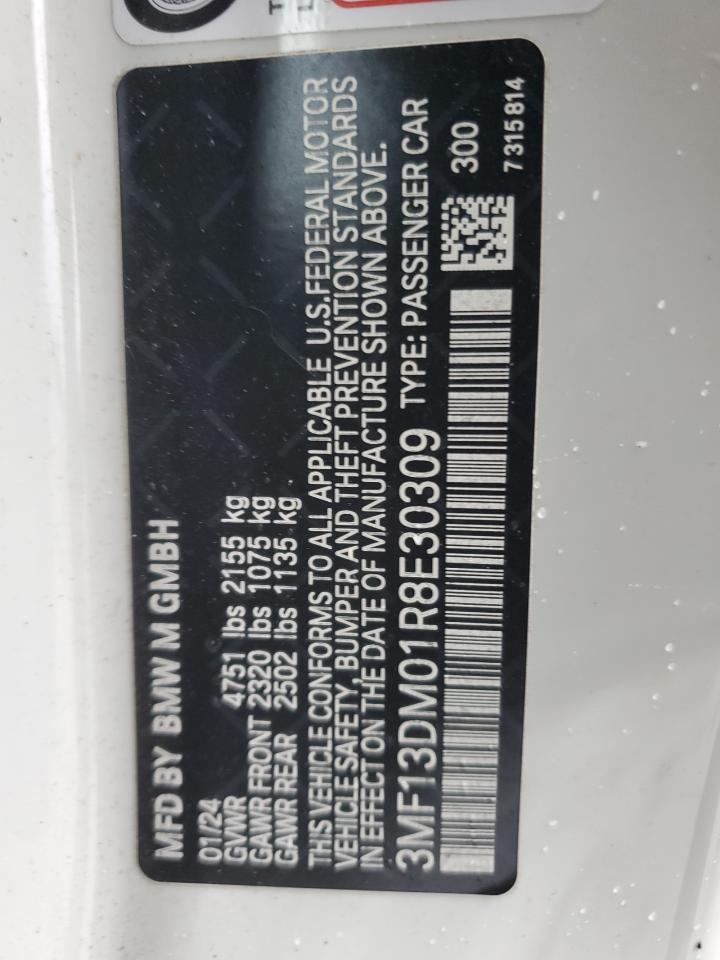 MFD BY BMW M GMBH
01/24
GVWR 4751 lbs 2155 kg
GAWR FRONT 2320 lbs 1075 kg
GAWR REAR 2502 lbs 1135 kg
THIS VEHICLE CONFORMS TO ALL APPLICABLE U.S.FEDERAL MOTOR
VEHICLE SAFETY, BUMPER AND THEFT PREVENTION STANDARDS
IN EFFECT ON THE DATE OF MANUFACTURE SHOWN ABOVE.
3MF13DM01R8E30309 TYPE: PASSENGER CAR
300
7 315 814